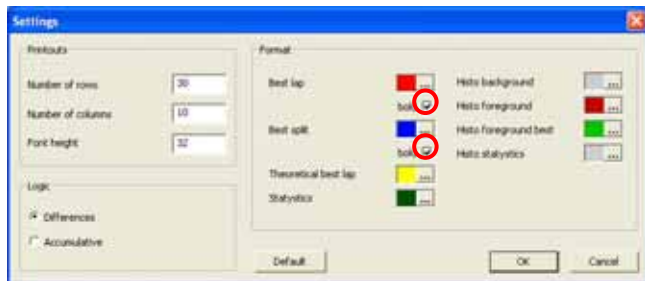 Settings
Printouts
Number of rows 30
Number of columns 10
Font height 32
Logic
Differences
Accumulative
Format
Best lap ...
bold
Best split ...
bold
Theoretical best lap ...
Statystics ...
Histo background ...
Histo foreground ...
Histo foreground best ...
Histo statystics ...
Default
OK
Cancel